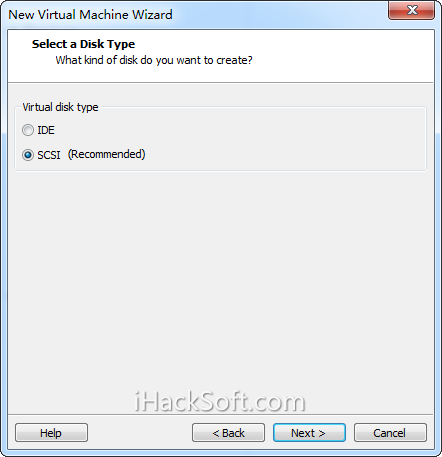 New Virtual Machine Wizard
Select a Disk Type
What kind of disk do you want to create?
Virtual disk type
IDE
SCSI (Recommended)
iHackSoft.com
Help
< Back
Next >
Cancel